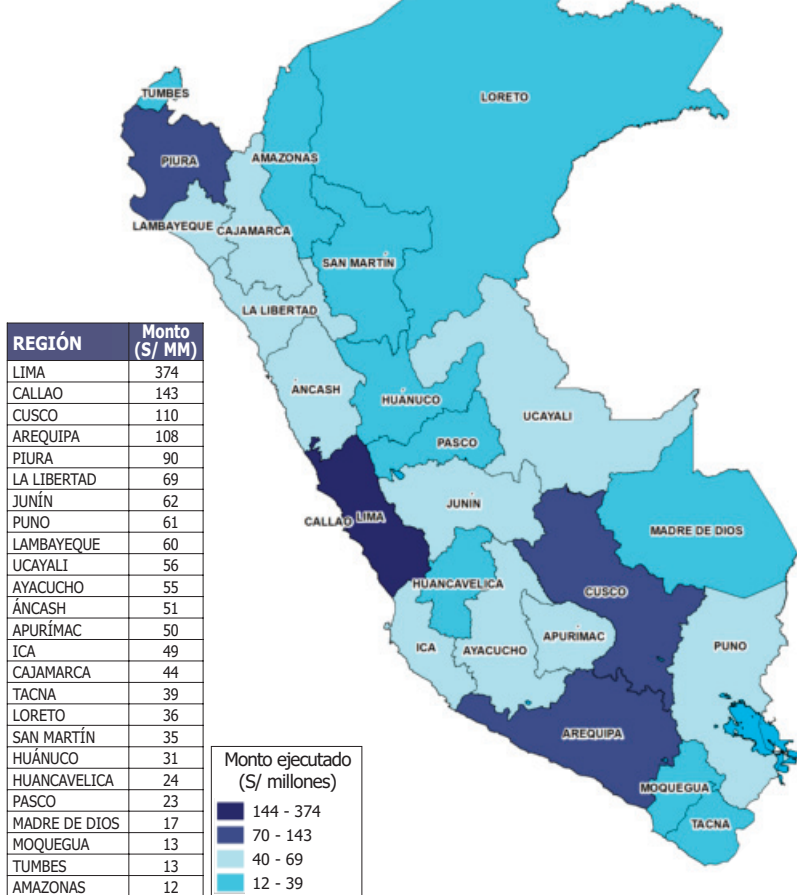 LORETO
TUMBES
PIURA
AMAZONAS
LAMBAYEQUE
CAJAMARCA
SAN MARTÍN
LA LIBERTAD
ÁNCASH
HUÁNUCO
UCAYALI
PASCO
JUNÍN
CALLAO
LIMA
MADRE DE DIOS
HUANCAVELICA
CUSCO
ICA
AYACUCHO
APURÍMAC
PUNO
AREQUIPA
MOQUEGUA
TACNA
REGIÓN Monto (S/ MM)
LIMA 374
CALLAO 143
CUSCO 110
AREQUIPA 108
PIURA 90
LA LIBERTAD 69
JUNÍN 62
PUNO 61
LAMBAYEQUE 60
UCAYALI 56
AYACUCHO 55
ÁNCASH 51
APURÍMAC 50
ICA 49
CAJAMARCA 44
TACNA 39
LORETO 36
SAN MARTÍN 35
HUÁNUCO 31
HUANCAVELICA 24
PASCO 23
MADRE DE DIOS 17
MOQUEGUA 13
TUMBES 13
AMAZONAS 12
Monto ejecutado
(S/ millones)
144 - 374
70 - 143
40 - 69
12 - 39